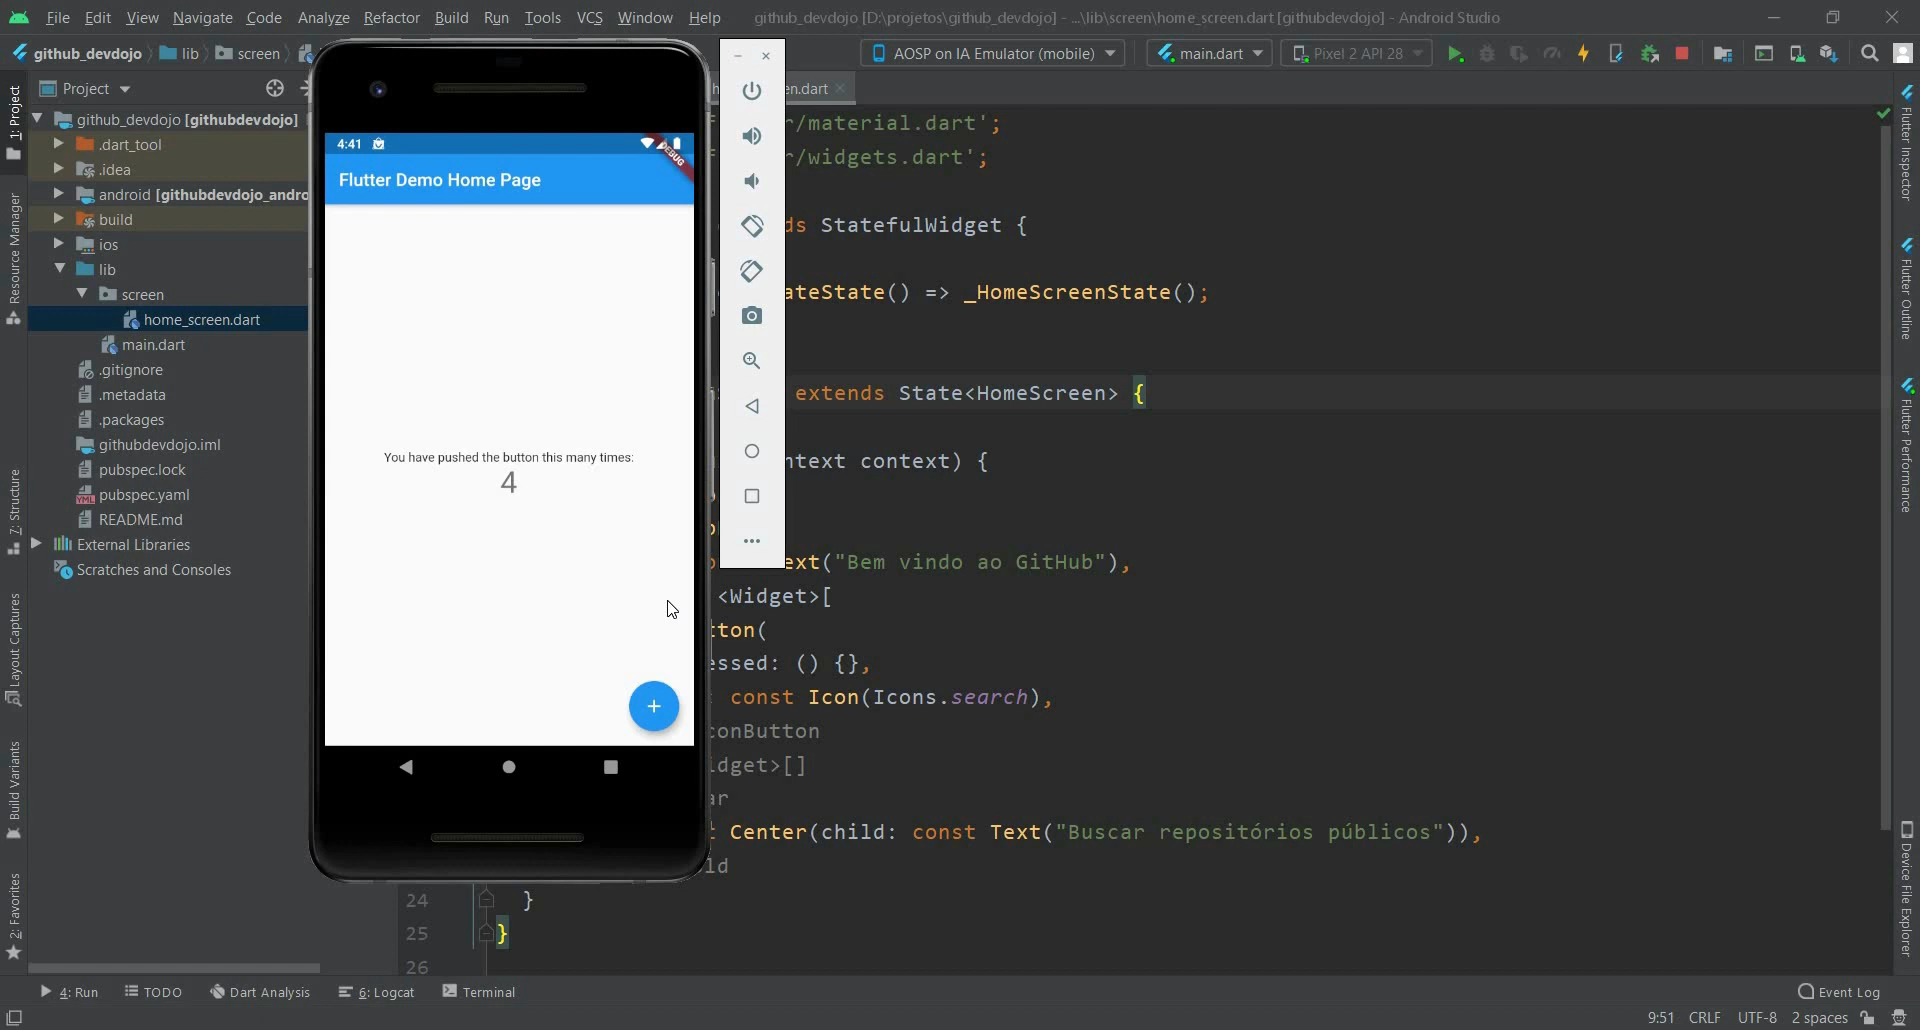 File Edit View Navigate Code Analyze Refactor Build Run Tools VCS Window Help
github_devdojo [D:\projetos\github_devdojo] - ...\lib\screen\home_screen.dart [githubdevdojo] - Android Studio
github_devdojo lib screen
AOSP on IA Emulator (mobile)
main.dart
Pixel 2 API 28
Project
en.dart
1: Project
Resource Manager
7: Structure
Layout Captures
Build Variants
2: Favorites
github_devdojo [githubdevdojo]
.dart_tool
.idea
android [githubdevdojo_andro
build
ios
lib
screen
home_screen.dart
main.dart
.gitignore
.metadata
.packages
githubdevdojo.iml
pubspec.lock
pubspec.yaml
README.md
External Libraries
Scratches and Consoles
4:41
DEBUG
Flutter Demo Home Page
You have pushed the button this many times:
4
+
r/material.dart';
r/widgets.dart';
ds StatefulWidget {
ateState() => _HomeScreenState();
extends State<HomeScreen> {
ntext context) {
ext("Bem vindo ao GitHub"),
<Widget>[
tton(
essed: () {},
const Icon(Icons.search),
conButton
idget>[]
ar
t Center(child: const Text("Buscar repositórios públicos")),
ld
24 }
25 }
26
Flutter Inspector
Flutter Outline
Flutter Performance
Device File Explorer
4: Run TODO Dart Analysis 6: Logcat Terminal
Event Log
9:51 CRLF UTF-8 2 spaces